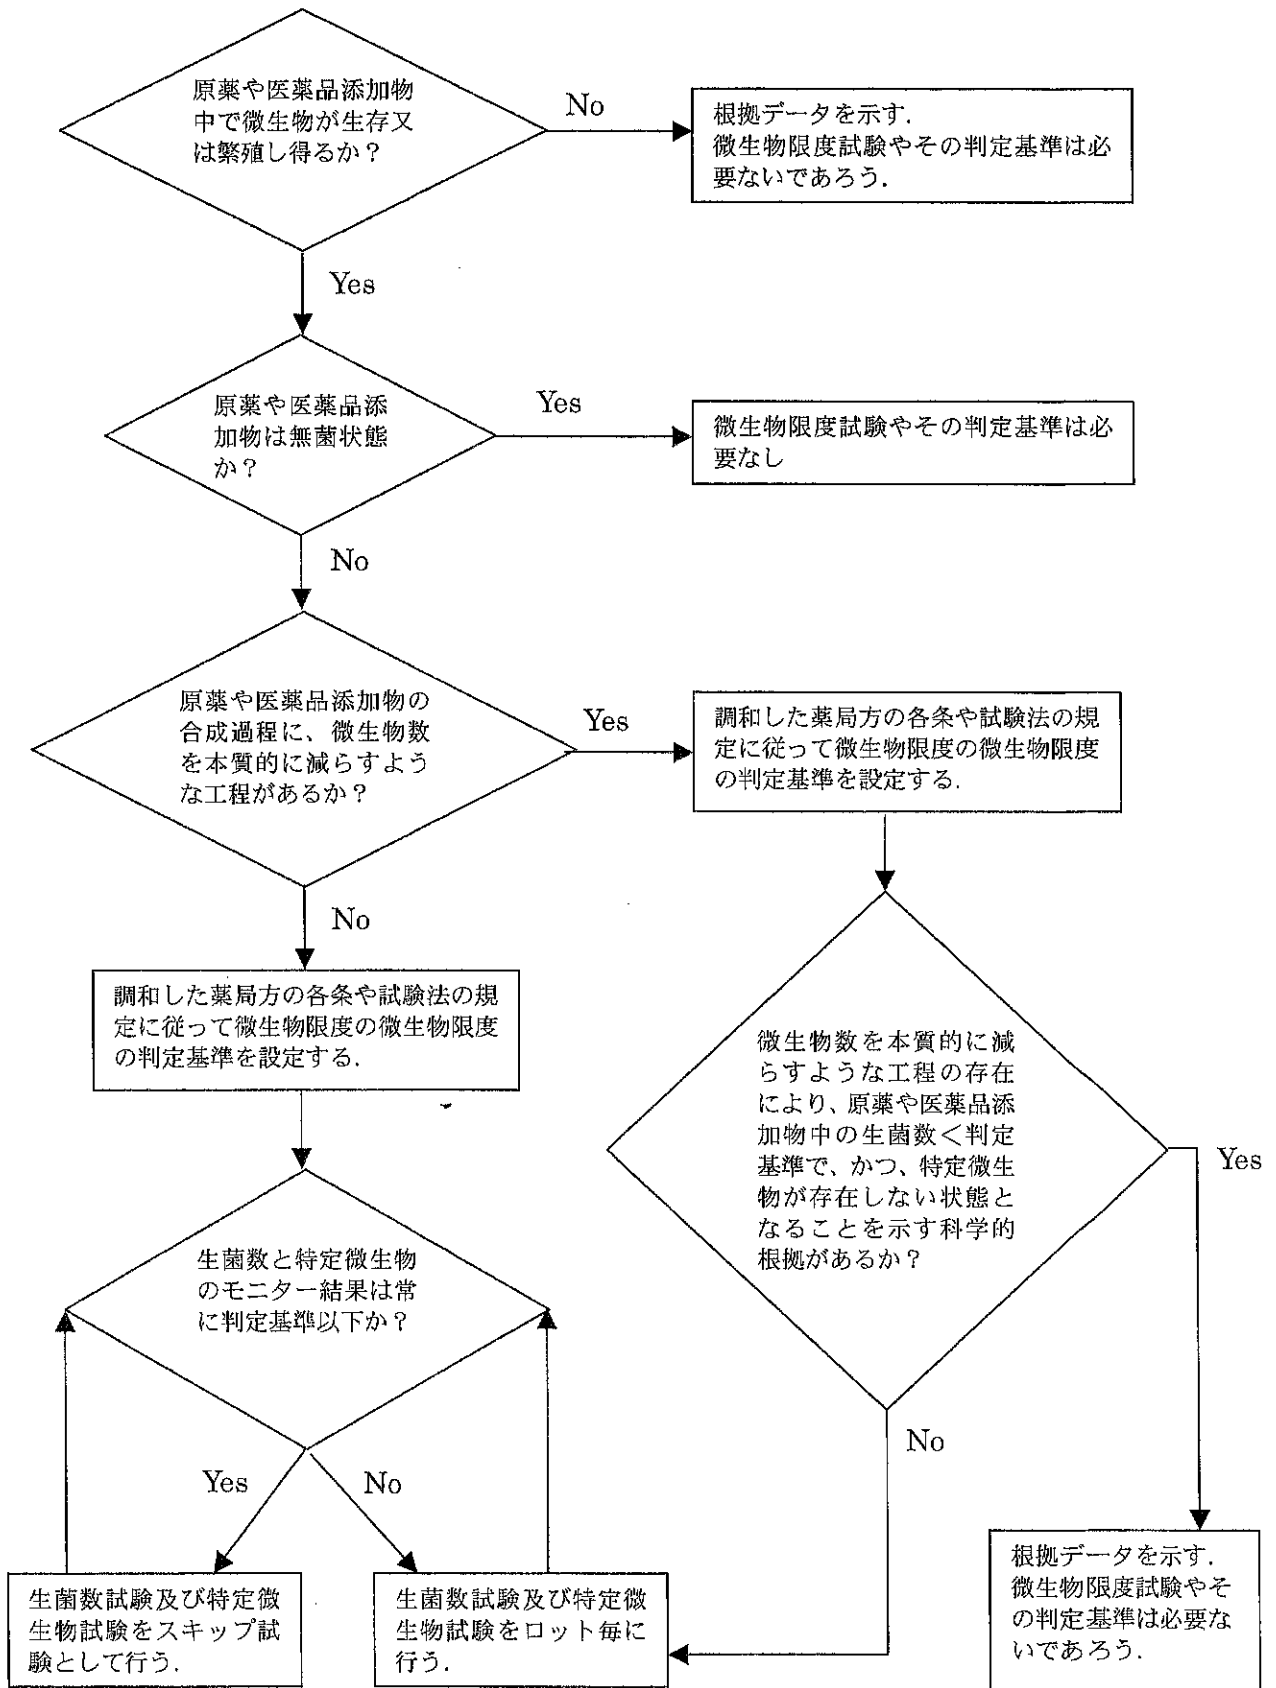 原薬や医薬品添加物
中で微生物が生存又
は繁殖し得るか？
No
根拠データを示す.
微生物限度試験やその判定基準は必
要ないであろう.
Yes
原薬や医薬品添
加物は無菌状態
か？
Yes
微生物限度試験やその判定基準は必
要なし
No
原薬や医薬品添加物の
合成過程に、微生物数
を本質的に減らすよう
な工程があるか？
Yes
調和した薬局方の各条や試験法の規
定に従って微生物限度の微生物限度
の判定基準を設定する.
No
調和した薬局方の各条や試験法の規
定に従って微生物限度の微生物限度
の判定基準を設定する.
微生物数を本質的に減
らすような工程の存在
により、原薬や医薬品添
加物中の生菌数＜判定
基準で、かつ、特定微生
物が存在しない状態と
なることを示す科学的
根拠があるか？
Yes
生菌数と特定微生物
のモニター結果は常
に判定基準以下か？
No
Yes
No
生菌数試験及び特定微
生物試験をスキップ試
験として行う.
生菌数試験及び特定微
生物試験をロット毎に
行う.
根拠データを示す.
微生物限度試験やそ
の判定基準は必要な
いであろう.